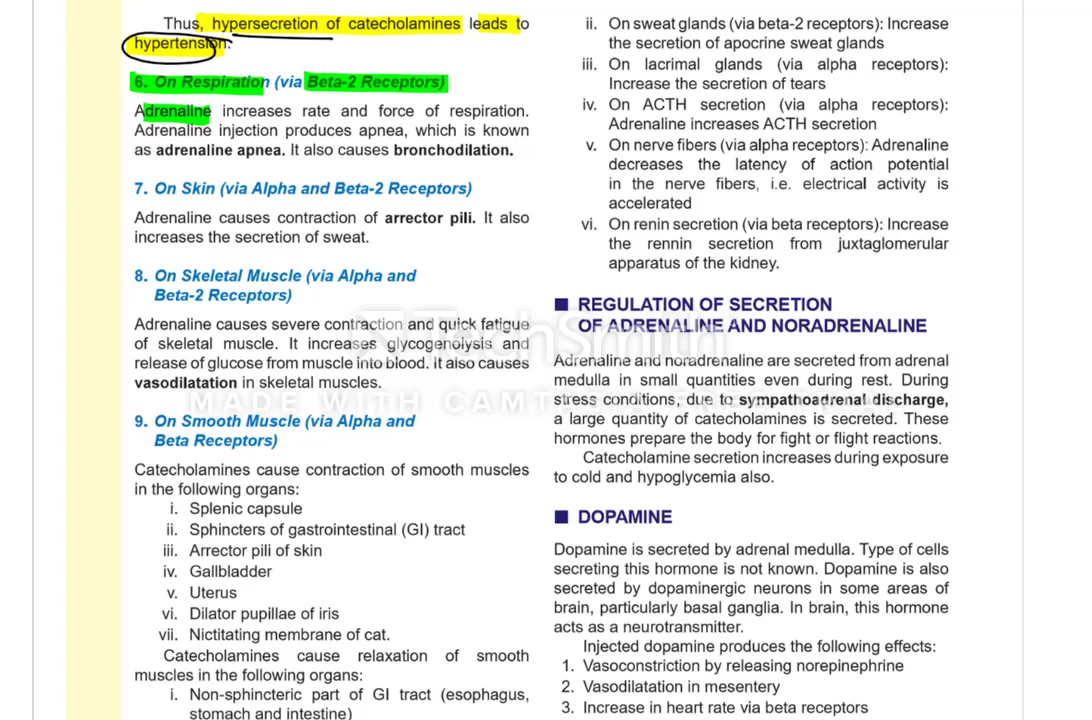 Thus, hypersecretion of catecholamines leads to
hypertension.
6. On Respiration (via Beta-2 Receptors)
Adrenaline increases rate and force of respiration.
Adrenaline injection produces apnea, which is known
as adrenaline apnea. It also causes bronchodilation.
7. On Skin (via Alpha and Beta-2 Receptors)
Adrenaline causes contraction of arrector pili. It also
increases the secretion of sweat.
8. On Skeletal Muscle (via Alpha and
Beta-2 Receptors)
Adrenaline causes severe contraction and quick fatigue
of skeletal muscle. It increases glycogenolysis and
release of glucose from muscle into blood. It also causes
vasodilatation in skeletal muscles.
9. On Smooth Muscle (via Alpha and
Beta Receptors)
Catecholamines cause contraction of smooth muscles
in the following organs:
i. Splenic capsule
ii. Sphincters of gastrointestinal (GI) tract
iii. Arrector pili of skin
iv. Gallbladder
v. Uterus
vi. Dilator pupillae of iris
vii. Nictitating membrane of cat.
Catecholamines cause relaxation of smooth
muscles in the following organs:
i. Non-sphincteric part of GI tract (esophagus,
stomach and intestine)
ii. On sweat glands (via beta-2 receptors): Increase
the secretion of apocrine sweat glands
iii. On lacrimal glands (via alpha receptors):
Increase the secretion of tears
iv. On ACTH secretion (via alpha receptors):
Adrenaline increases ACTH secretion
v. On nerve fibers (via alpha receptors): Adrenaline
decreases the latency of action potential
in the nerve fibers, i.e. electrical activity is
accelerated
vi. On renin secretion (via beta receptors): Increase
the rennin secretion from juxtaglomerular
apparatus of the kidney.
REGULATION OF SECRETION
OF ADRENALINE AND NORADRENALINE
Adrenaline and noradrenaline are secreted from adrenal
medulla in small quantities even during rest. During
stress conditions, due to sympathoadrenal discharge,
a large quantity of catecholamines is secreted. These
hormones prepare the body for fight or flight reactions.
Catecholamine secretion increases during exposure
to cold and hypoglycemia also.
DOPAMINE
Dopamine is secreted by adrenal medulla. Type of cells
secreting this hormone is not known. Dopamine is also
secreted by dopaminergic neurons in some areas of
brain, particularly basal ganglia. In brain, this hormone
acts as a neurotransmitter.
Injected dopamine produces the following effects:
1. Vasoconstriction by releasing norepinephrine
2. Vasodilatation in mesentery
3. Increase in heart rate via beta receptors
TechSmith
MADE WITH CAMTASIA FREE TRIAL